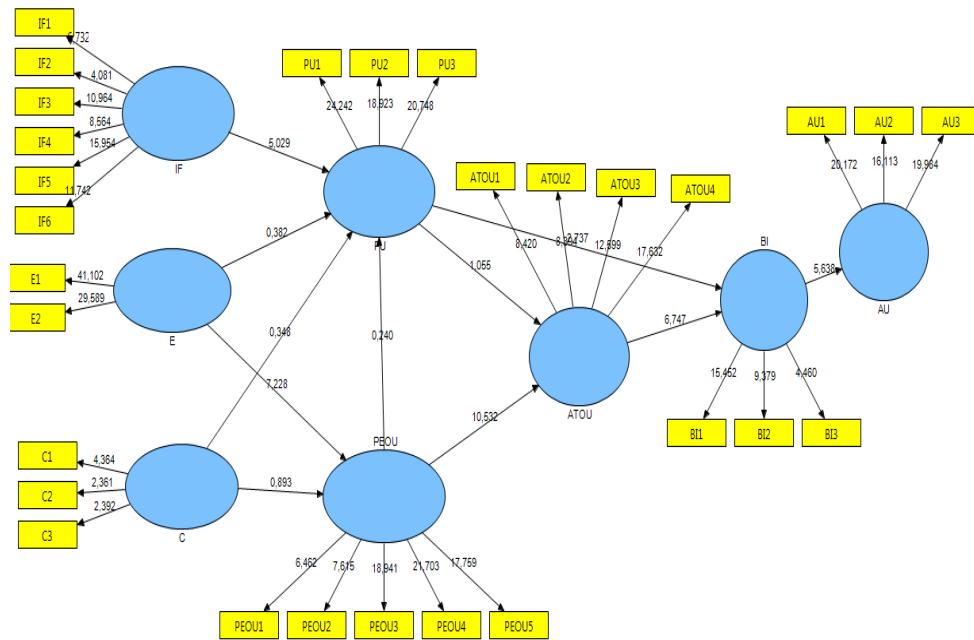 IF1
IF2
IF3
IF4
IF5
IF6
4,081
10,964
8,564
15,954
11,742
IF
5,029
PU1
PU2
PU3
24,242
18,923
20,748
PU
E1
E2
41,102
29,589
E
0,382
7,228
0,348
0,240
C1
C2
C3
4,364
2,361
2,392
C
0,893
PEOU
6,462
7,615
18,941
21,703
17,759
PEOU1
PEOU2
PEOU3
PEOU4
PEOU5
10,532
1,055
2,737
ATOU1
ATOU2
ATOU3
ATOU4
8,420
12,899
17,632
ATOU
6,747
BI
15,452
9,379
4,460
BI1
BI2
BI3
5,638
AU1
AU2
AU3
20,172
16,113
19,984
AU